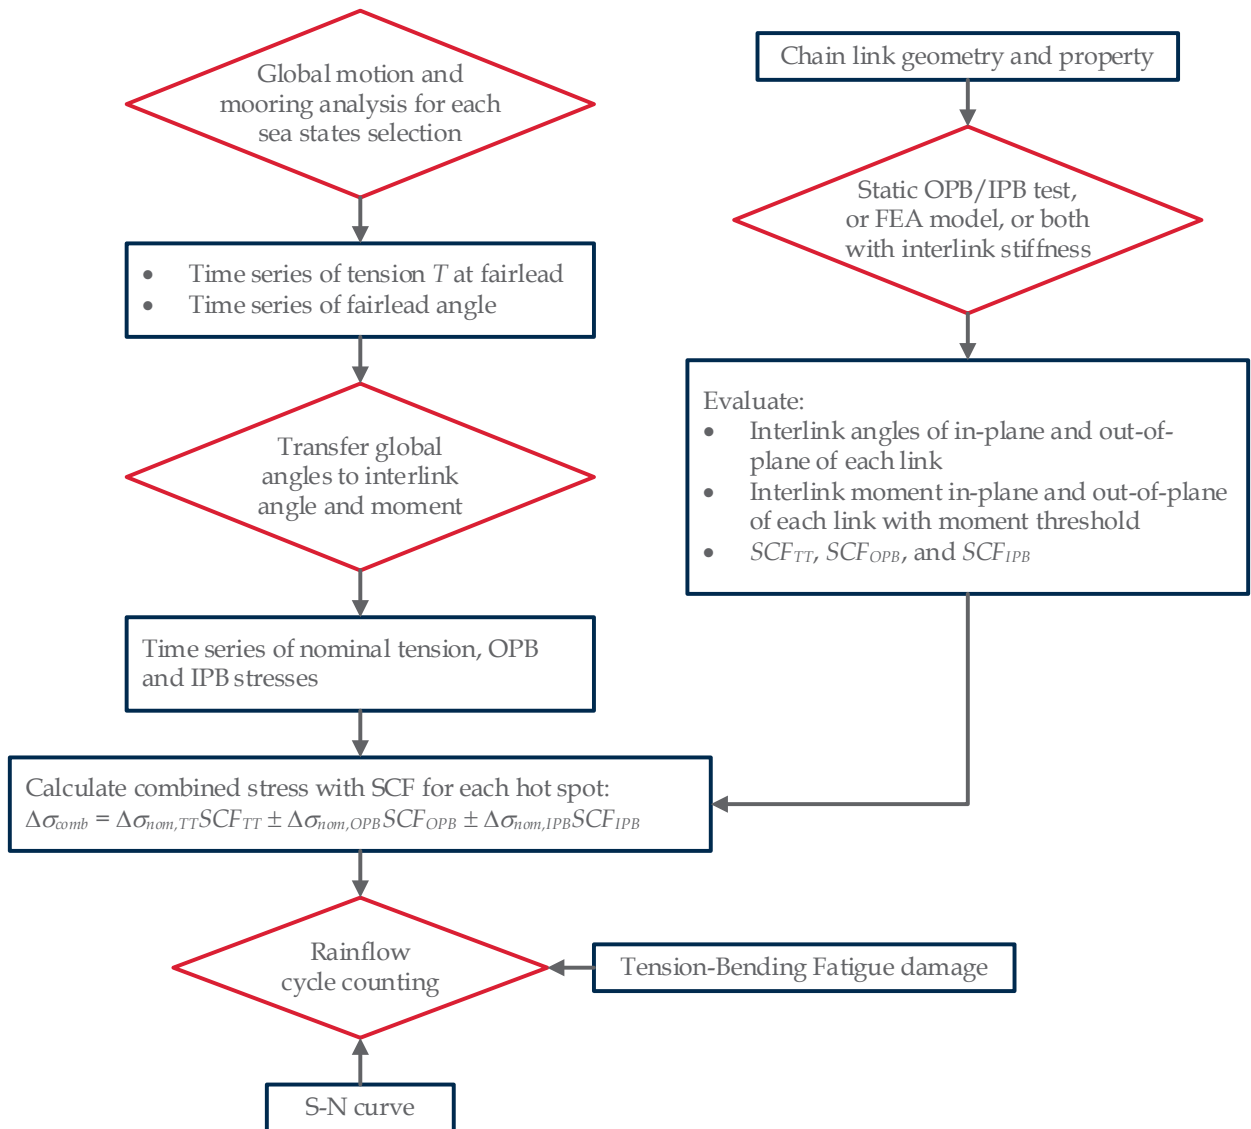 Global motion and
mooring analysis for each
sea states selection
• Time series of tension T at fairlead
• Time series of fairlead angle
Transfer global
angles to interlink
angle and moment
Time series of nominal tension, OPB
and IPB stresses
Calculate combined stress with SCF for each hot spot:
Δσcomb = Δσnom,TTSCFTT ± Δσnom,OPBSCFOPB ± Δσnom,IPBSCFIPB
Rainflow
cycle counting
Tension-Bending Fatigue damage
S-N curve
Chain link geometry and property
Static OPB/IPB test,
or FEA model, or both
with interlink stiffness
Evaluate:
• Interlink angles of in-plane and out-of-
plane of each link
• Interlink moment in-plane and out-of-plane
of each link with moment threshold
• SCFTT, SCFOPB, and SCFIPB